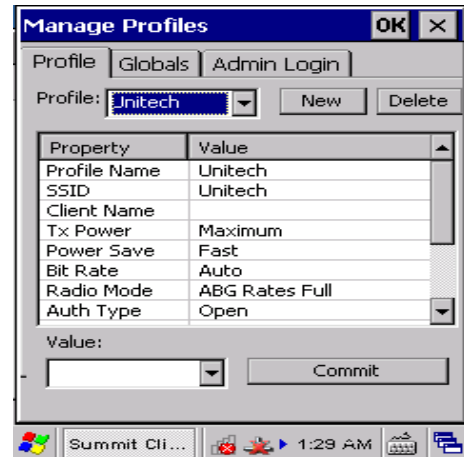 Manage Profiles OK ×
Profile Globals Admin Login
Profile: Unitech New Delete
Property Value
Profile Name Unitech
SSID Unitech
Client Name
Tx Power Maximum
Power Save Fast
Bit Rate Auto
Radio Mode ABG Rates Full
Auth Type Open
Value:
Commit
Summit Cli... 1:29 AM